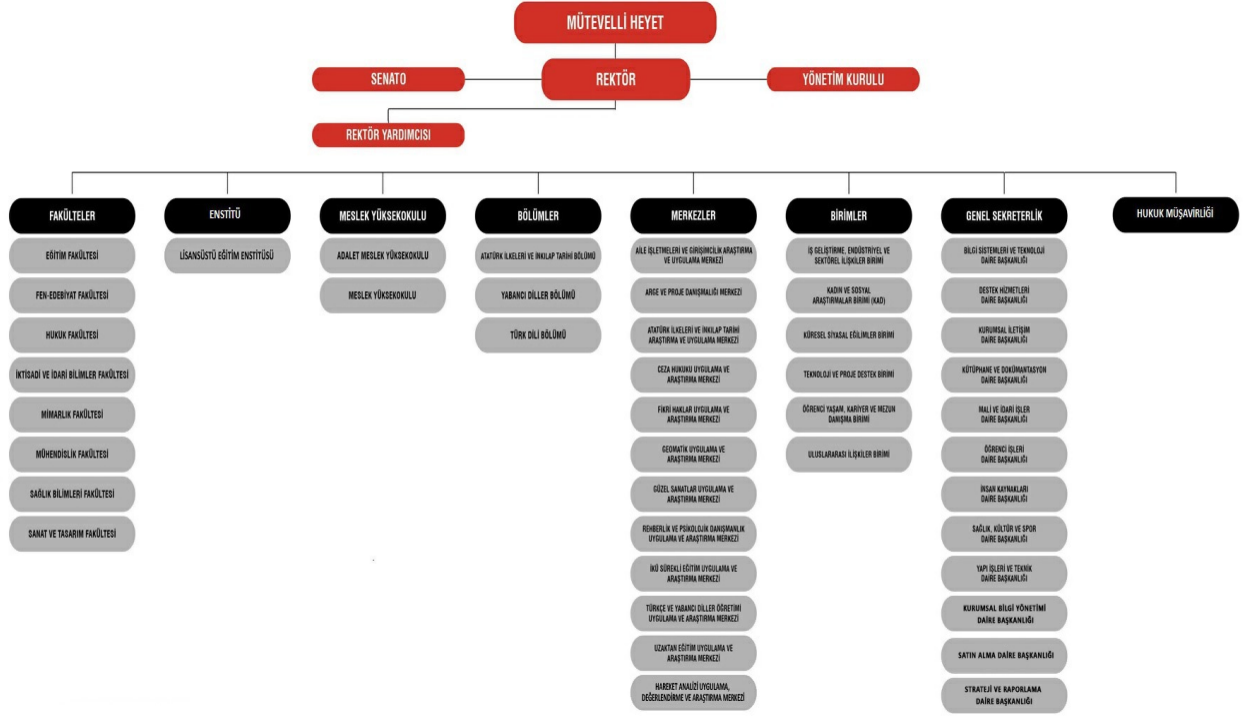 MÜTEVELLİ HEYET
SENATO
REKTÖR
YÖNETİM KURULU
REKTÖR YARDIMCISI
FAKÜLTELER
EĞİTİM FAKÜLTESİ
FEN-EDEBİYAT FAKÜLTESİ
HUKUK FAKÜLTESİ
İKTİSADİ VE İDARİ BİLİMLER FAKÜLTESİ
MİMARLIK FAKÜLTESİ
MÜHENDİSLİK FAKÜLTESİ
SAĞLIK BİLİMLERİ FAKÜLTESİ
SANAT VE TASARIM FAKÜLTESİ
ENSTİTÜ
LİSANSÜSTÜ EĞİTİM ENSTİTÜSÜ
MESLEK YÜKSEKOKULU
ADALET MESLEK YÜKSEKOKULU
MESLEK YÜKSEKOKULU
BÖLÜMLER
ATATÜRK İLKELERİ VE İNKILAP TARİHİ BÖLÜMÜ
YABANCI DİLLER BÖLÜMÜ
TÜRK DİLİ BÖLÜMÜ
MERKEZLER
AİLE İŞLETMELERİ VE GİRİŞİMCİLİK ARAŞTIRMA
VE UYGULAMA MERKEZİ
ARGE VE PROJE DANIŞMALIĞI MERKEZİ
ATATÜRK İLKELERİ VE İNKILAP TARİHİ
ARAŞTIRMA VE UYGULAMA MERKEZİ
CEZA HUKUKU UYGULAMA VE
ARAŞTIRMA MERKEZİ
FİKRİ HAKLAR UYGULAMA VE
ARAŞTIRMA MERKEZİ
GEOMATİK UYGULAMA VE
ARAŞTIRMA MERKEZİ
GÜZEL SANATLAR UYGULAMA VE
ARAŞTIRMA MERKEZİ
REHBERLİK VE PSİKOLOJİK DANIŞMANLIK
UYGULAMA VE ARAŞTIRMA MERKEZİ
İKÜ SÜREKLİ EĞİTİM UYGULAMA VE
ARAŞTIRMA MERKEZİ
TÜRKÇE VE YABANCI DİLLER ÖĞRETİMİ
UYGULAMA VE ARAŞTIRMA MERKEZİ
UZAKTAN EĞİTİM UYGULAMA VE
ARAŞTIRMA MERKEZİ
HAREKET ANALİZİ UYGULAMA,
DEĞERLENDİRME VE ARAŞTIRMA MERKEZİ
BİRİMLER
İŞ GELİŞTİRME, ENDÜSTRİYEL VE
SEKTÖREL İLİŞKİLER BİRİMİ
KADIN VE SOSYAL
ARAŞTIRMALAR BİRİMİ (KAD)
KÜRESEL SİYASAL EĞİLİMLER BİRİMİ
TEKNOLOJİ VE PROJE DESTEK BİRİMİ
ÖĞRENCİ YAŞAM, KARİYER VE MEZUN
DANIŞMA BİRİMİ
ULUSLARARASI İLİŞKİLER BİRİMİ
GENEL SEKRETERLİK
BİLGİ SİSTEMLERİ VE TEKNOLOJİ
DAİRE BAŞKANLIĞI
DESTEK HİZMETLERİ
DAİRE BAŞKANLIĞI
KURUMSAL İLETİŞİM
DAİRE BAŞKANLIĞI
KÜTÜPHANE VE DOKÜMANTASYON
DAİRE BAŞKANLIĞI
MALİ VE İDARİ İŞLER
DAİRE BAŞKANLIĞI
ÖĞRENCİ İŞLERİ
DAİRE BAŞKANLIĞI
İNSAN KAYNAKLARI
DAİRE BAŞKANLIĞI
SAĞLIK, KÜLTÜR VE SPOR
DAİRE BAŞKANLIĞI
YAPI İŞLERİ VE TEKNİK
DAİRE BAŞKANLIĞI
KURUMSAL BİLGİ YÖNETİMİ
DAİRE BAŞKANLIĞI
SATIN ALMA DAİRE BAŞKANLIĞI
STRATEJİ VE RAPORLAMA
DAİRE BAŞKANLIĞI
HUKUK MÜŞAVİRLİĞİ